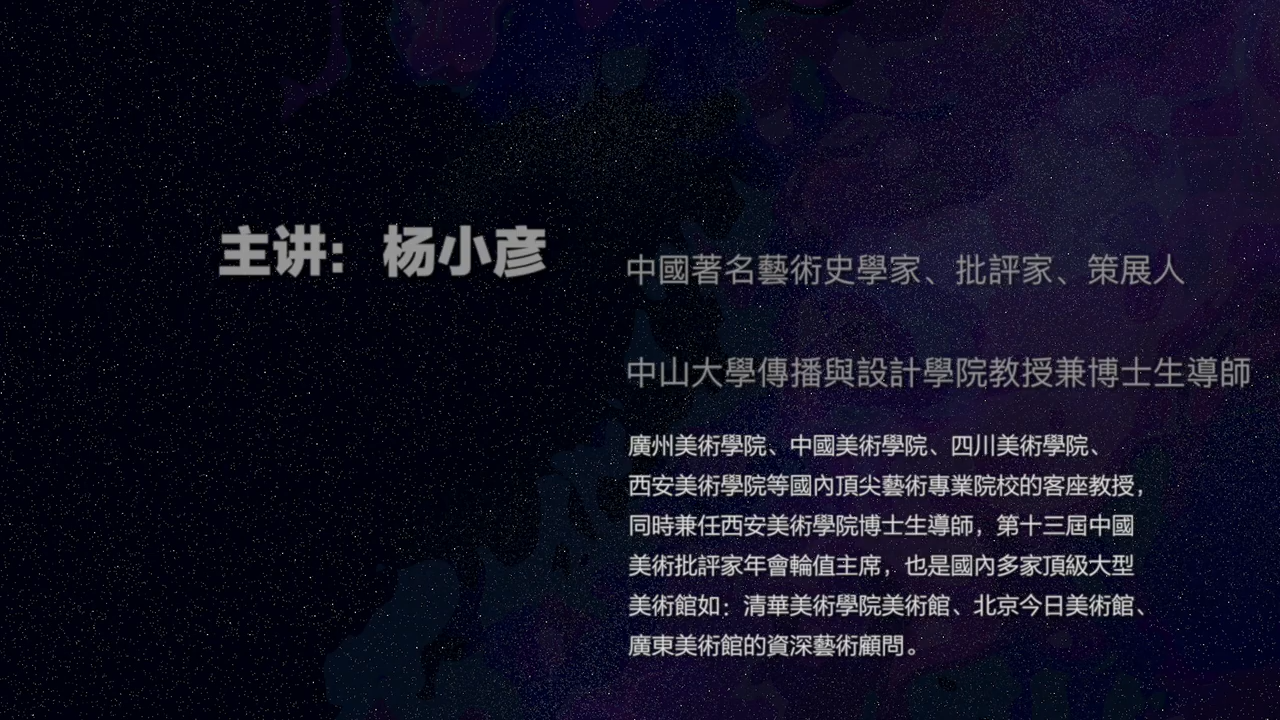 主讲：杨小彦
中國著名藝術史學家、批評家、策展人
中山大學傳播與設計學院教授兼博士生導師
廣州美術學院、中國美術學院、四川美術學院、
西安美術學院等國內頂尖藝術專業院校的客座教授，
同時兼任西安美術學院博士生導師，第十三屆中國
美術批評家年會輪值主席，也是國內多家頂級大型
美術館如：清華美術學院美術館、北京今日美術館、
廣東美術館的資深藝術顧問。